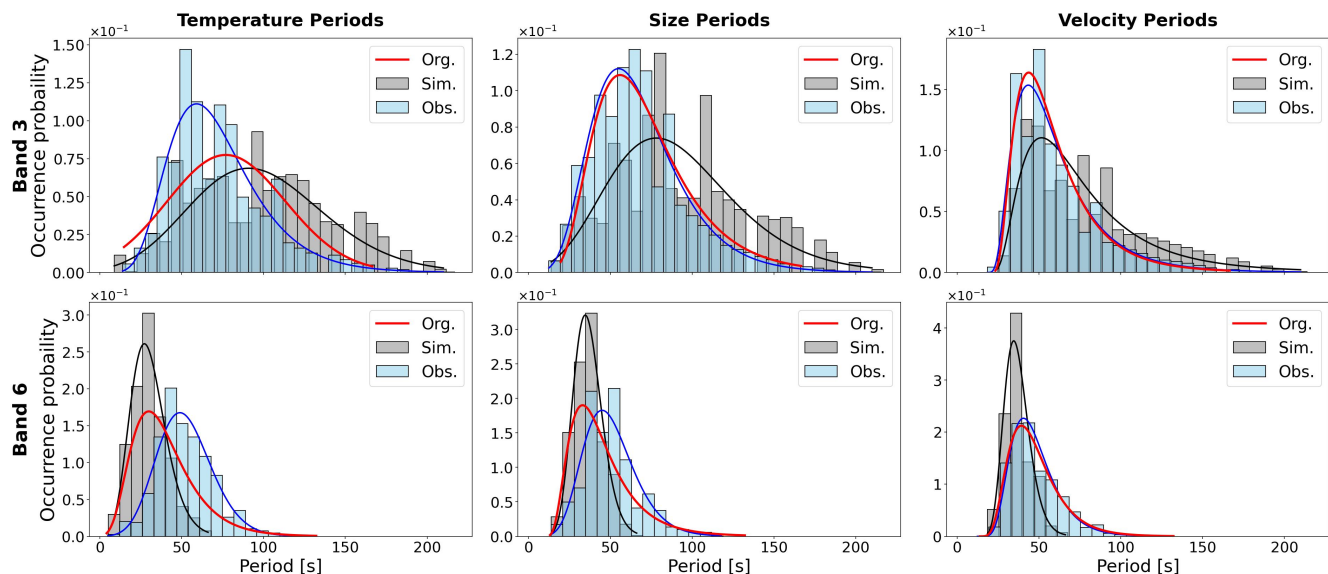 Temperature Periods
Size Periods
Velocity Periods
Band 3
Occurrence probaility
×10⁻¹
1.50
1.25
1.00
0.75
0.50
0.25
0.00
Org.
Sim.
Obs.
×10⁻¹
1.2
1.0
0.8
0.6
0.4
0.2
0.0
Org.
Sim.
Obs.
×10⁻¹
1.5
1.0
0.5
0.0
Org.
Sim.
Obs.
Band 6
Occurrence probaility
×10⁻¹
3.0
2.5
2.0
1.5
1.0
0.5
0.0
0 50 100 150 200
Period [s]
Org.
Sim.
Obs.
×10⁻¹
3.0
2.5
2.0
1.5
1.0
0.5
0.0
0 50 100 150 200
Period [s]
Org.
Sim.
Obs.
×10⁻¹
4
3
2
1
0
0 50 100 150 200
Period [s]
Org.
Sim.
Obs.